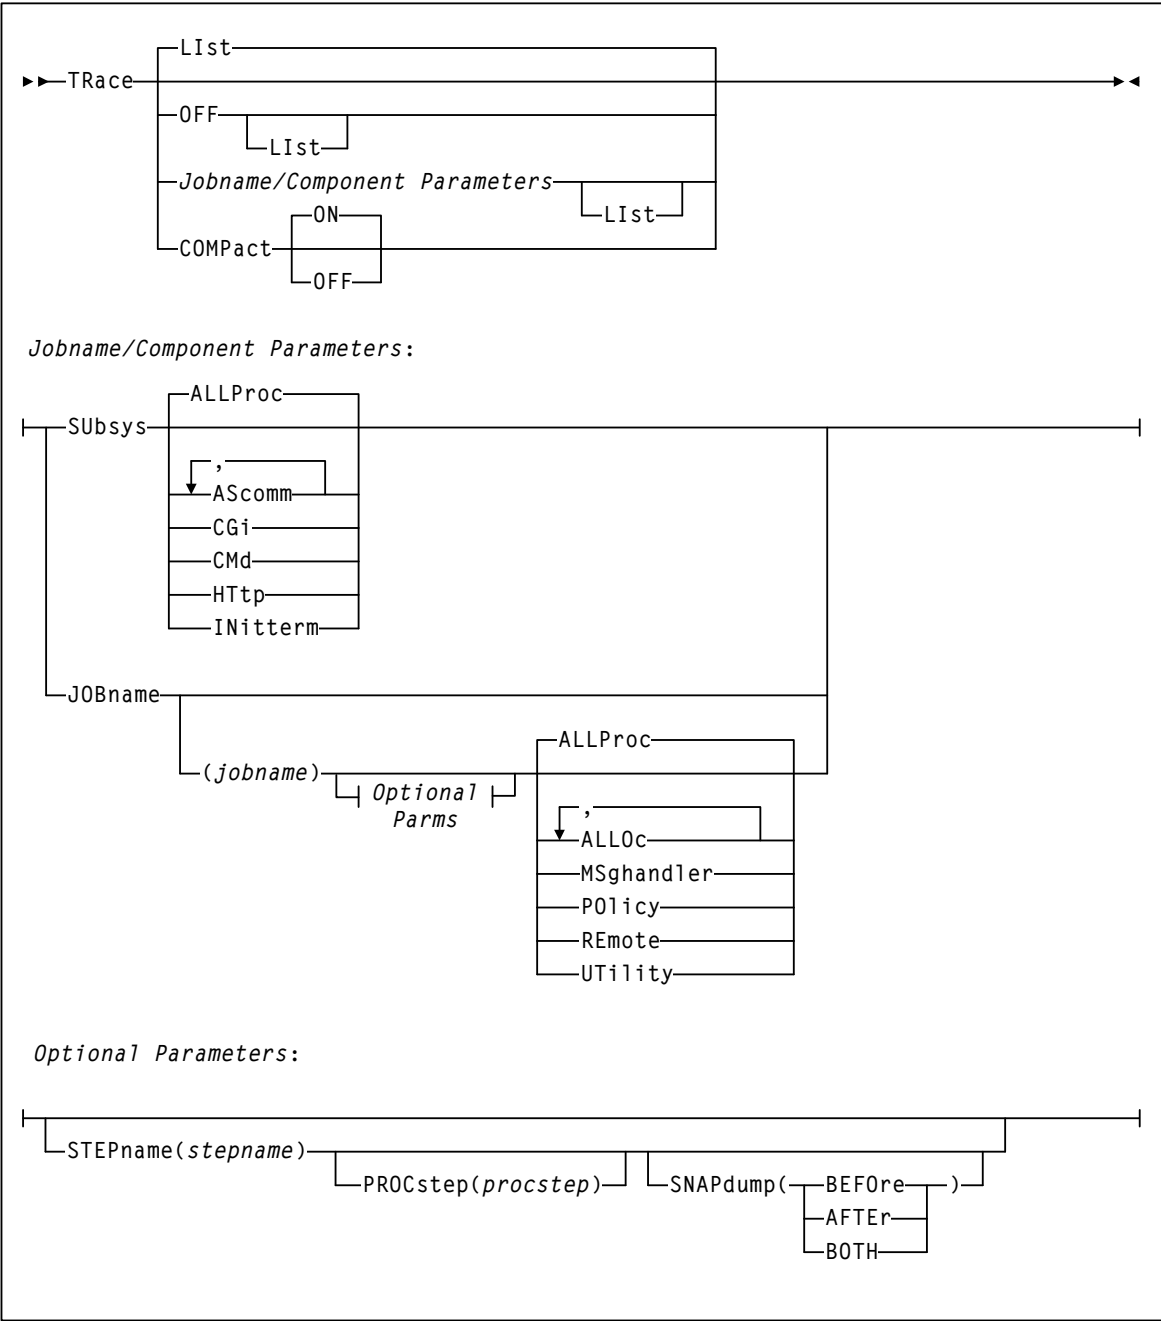 LIst
TRace
OFF
LIst
Jobname/Component Parameters
LIst
ON
COMPact
OFF
Jobname/Component Parameters:
ALLProc
SUbsys
,
AScomm
CGi
CMd
HTtp
INitterm
JOBname
ALLProc
(jobname)
Optional
Parms
,
ALLOc
MSghandler
POlicy
REmote
UTility
Optional Parameters:
STEPname(stepname)
PROCstep(procstep)
SNAPdump( BEFOre )
AFTEr
BOTH